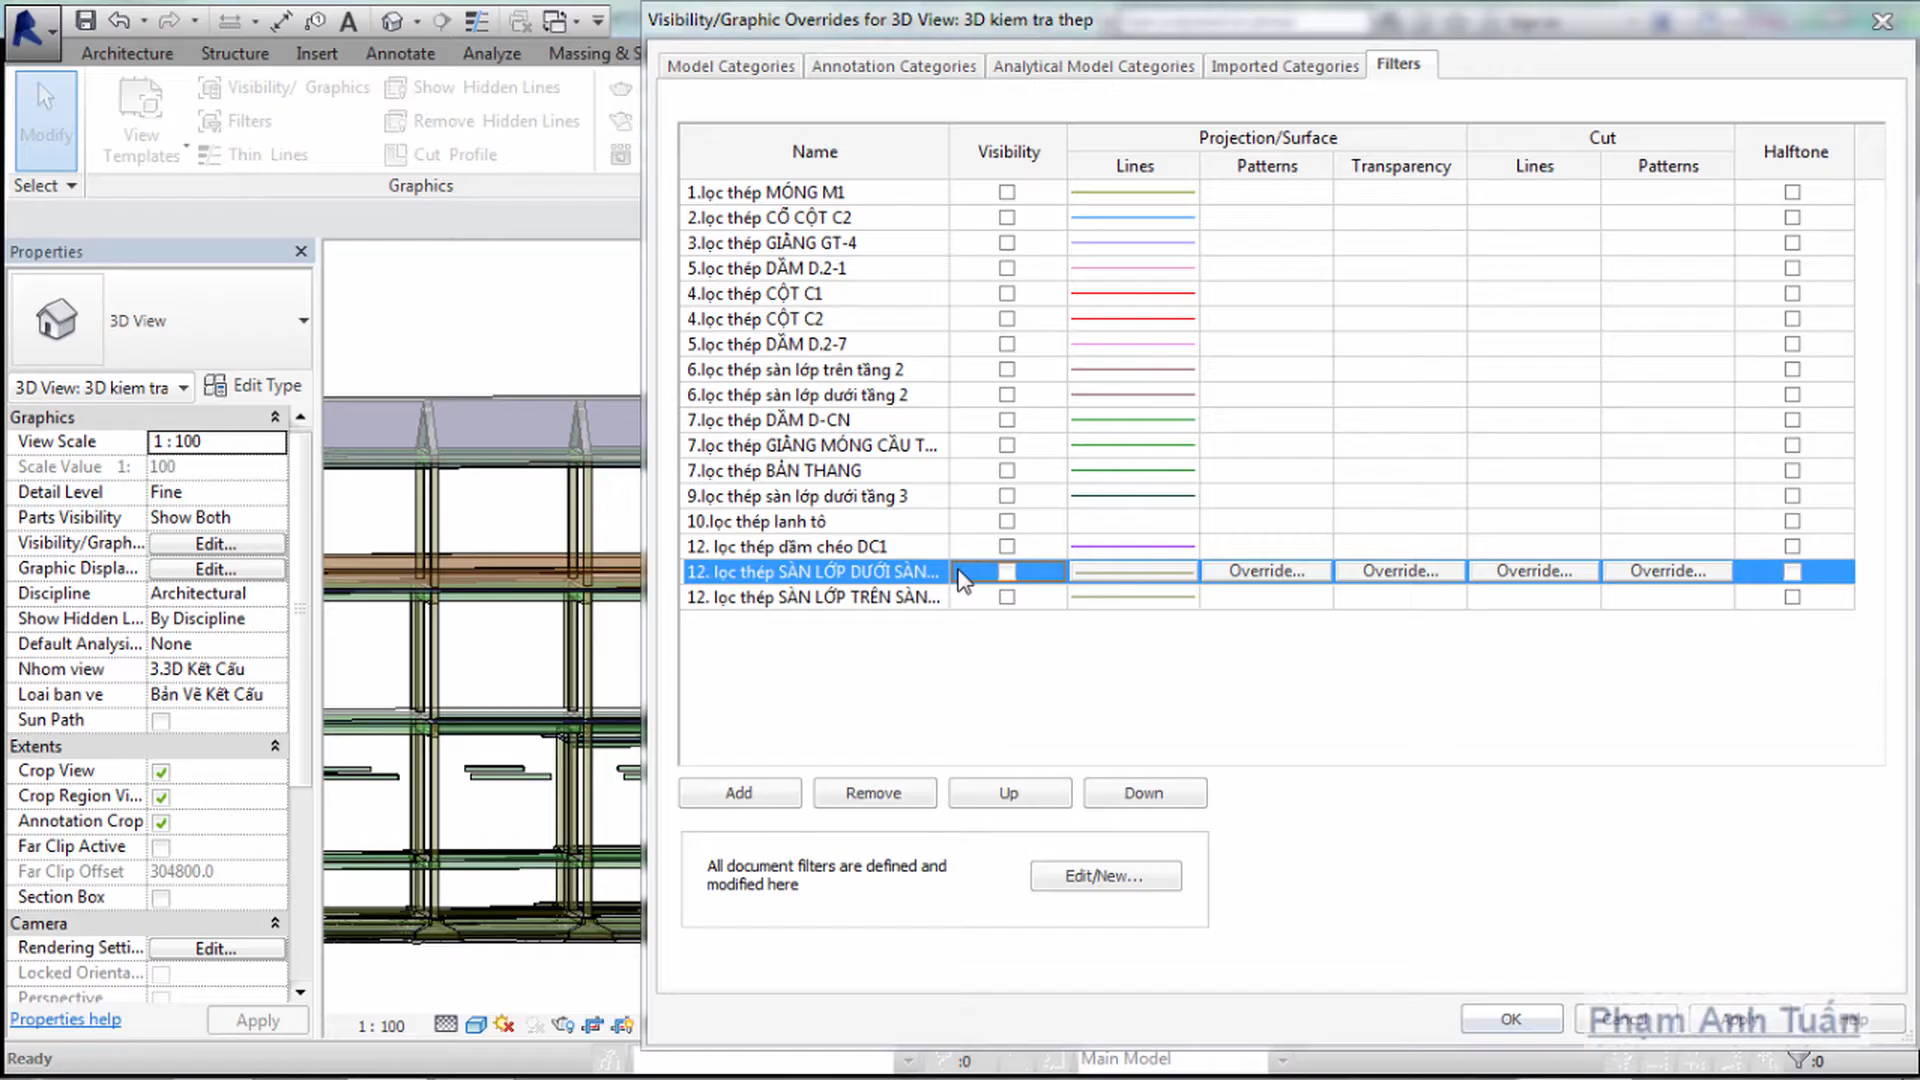 Visibility/Graphic Overrides for 3D View: 3D kiem tra thep
Architecture Structure Insert Annotate Analyze Massing & S
Modify
View
Templates
Visibility/ Graphics
Filters
Thin Lines
Show Hidden Lines
Remove Hidden Lines
Cut Profile
Select
Graphics
Properties
3D View
3D View: 3D kiem tra
Edit Type
Graphics
View Scale 1 : 100
Scale Value 1: 100
Detail Level Fine
Parts Visibility Show Both
Visibility/Graph... Edit...
Graphic Displa... Edit...
Discipline Architectural
Show Hidden L... By Discipline
Default Analysi... None
Nhom view 3.3D Kết Cấu
Loai ban ve Bản Vẽ Kết Cấu
Sun Path
Extents
Crop View
Crop Region Vi...
Annotation Crop
Far Clip Active
Far Clip Offset 304800.0
Section Box
Camera
Rendering Setti... Edit...
Locked Orienta...
Perspective
Properties help
Apply
1 : 100
Ready
Model Categories Annotation Categories Analytical Model Categories Imported Categories Filters
Name Visibility Projection/Surface Cut Halftone
Lines Patterns Transparency Lines Patterns
1.lọc thép MÓNG M1
2.lọc thép CỔ CỘT C2
3.lọc thép GIẰNG GT-4
5.lọc thép DẦM D.2-1
4.lọc thép CỘT C1
4.lọc thép CỘT C2
5.lọc thép DẦM D.2-7
6.lọc thép sàn lớp trên tầng 2
6.lọc thép sàn lớp dưới tầng 2
7.lọc thép DẦM D-CN
7.lọc thép GIẰNG MÓNG CẦU T...
7.lọc thép BẢN THANG
9.lọc thép sàn lớp dưới tầng 3
10.lọc thép lanh tô
12. lọc thép dầm chéo DC1
12. lọc thép SÀN LỚP DƯỚI SÀN... Override... Override... Override... Override...
12. lọc thép SÀN LỚP TRÊN SÀN...
Add Remove Up Down
All document filters are defined and
modified here
Edit/New...
OK
Phạm Anh Tuấn
:0
Main Model
:0